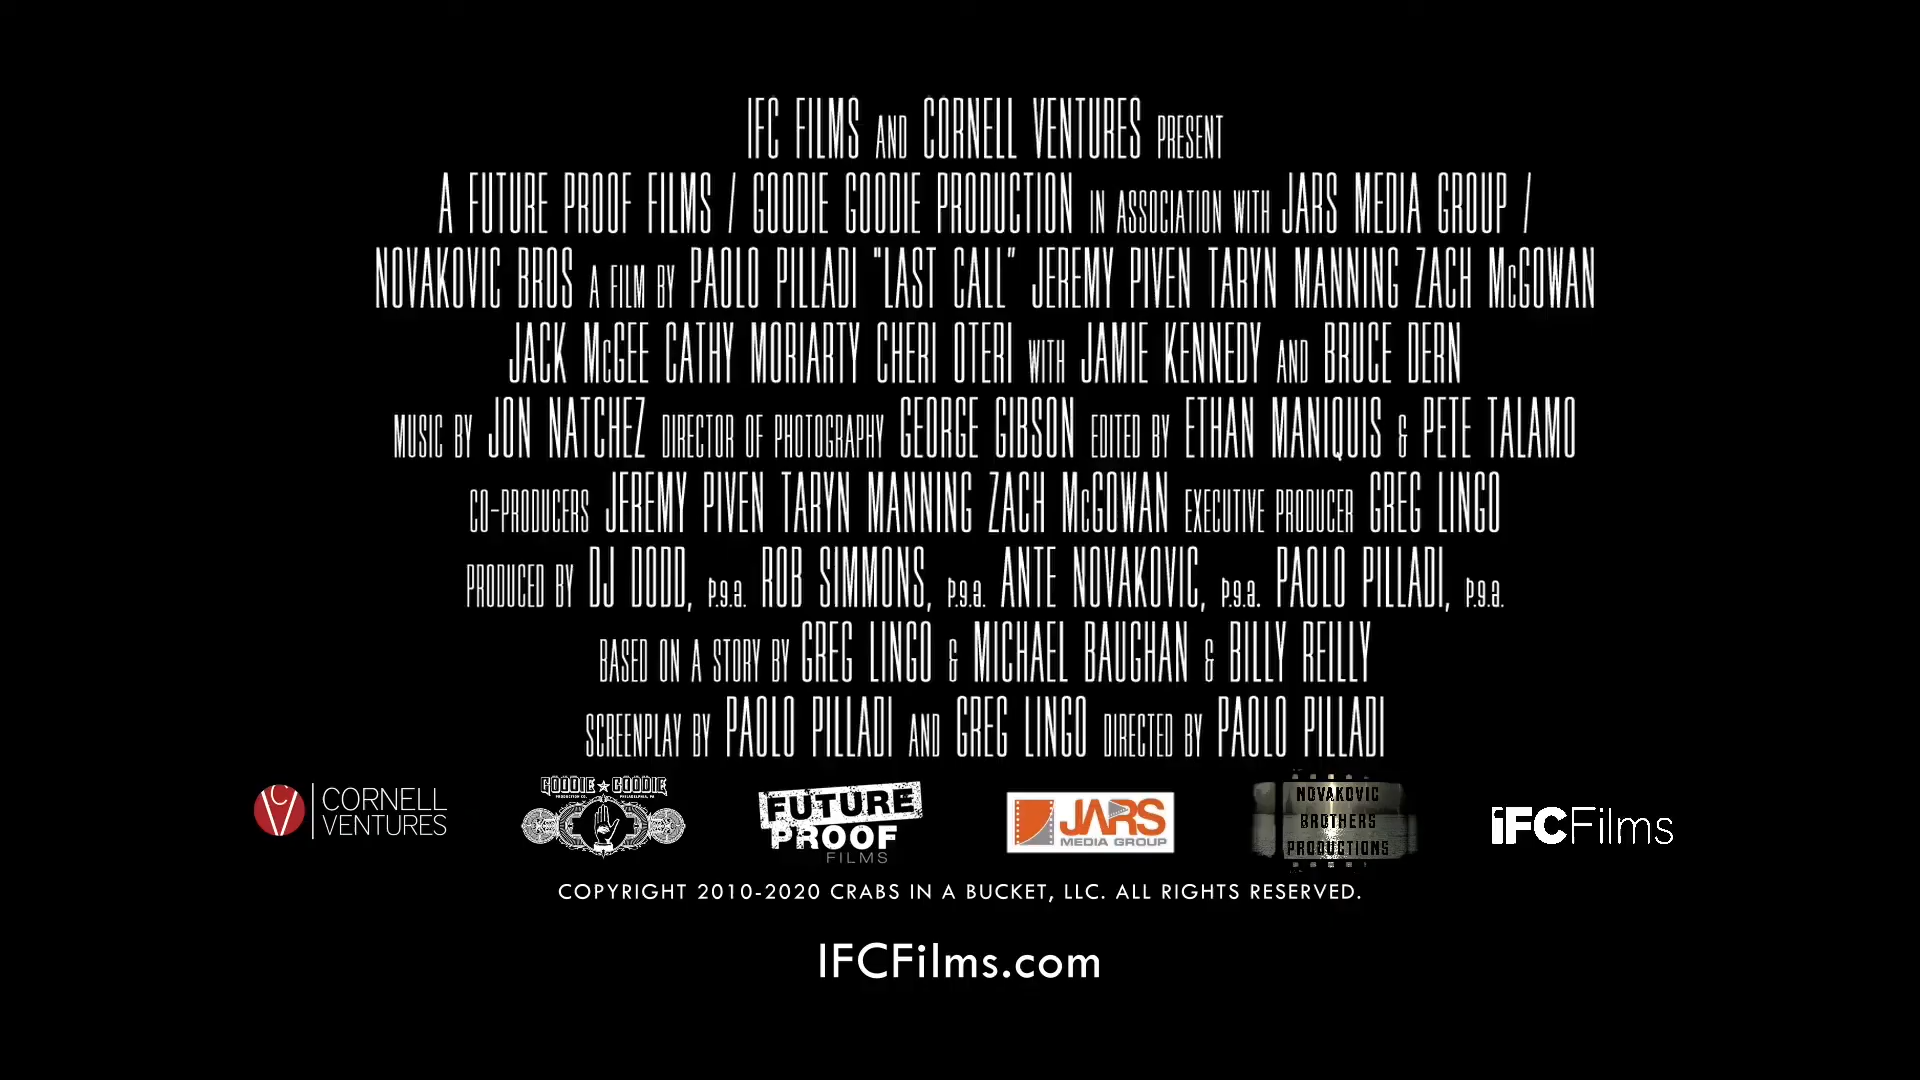 IFC FILMS AND CORNELL VENTURES PRESENT
A FUTURE PROOF FILMS / GOODIE GOODIE PRODUCTION IN ASSOCIATION WITH JARS MEDIA GROUP /
NOVAKOVIC BROS A FILM BY PAOLO PILLADI "LAST CALL" JEREMY PIVEN TARYN MANNING ZACH McGOWAN
JACK McGEE CATHY MORIARTY CHERI OTERI WITH JAMIE KENNEDY AND BRUCE DERN
MUSIC BY JON NATCHEZ DIRECTOR OF PHOTOGRAPHY GEORGE GIBSON EDITED BY ETHAN MANIQUIS & PETE TALAMO
CO-PRODUCERS JEREMY PIVEN TARYN MANNING ZACH McGOWAN EXECUTIVE PRODUCER GREG LINGO
PRODUCED BY DJ DODD, p.g.a. ROB SIMMONS, p.g.a. ANTE NOVAKOVIC, p.g.a. PAOLO PILLADI, p.g.a.
BASED ON A STORY BY GREG LINGO & MICHAEL BAUGHAN & BILLY REILLY
SCREENPLAY BY PAOLO PILLADI AND GREG LINGO DIRECTED BY PAOLO PILLADI
CORNELL
VENTURES
GOODIE GOODIE
PRODUCTION CO. PHILADELPHIA, PA
FUTURE
PROOF
FILMS
JARS
MEDIA GROUP
NOVAKOVIC
BROTHERS
PRODUCTIONS
IFCFilms
COPYRIGHT 2010-2020 CRABS IN A BUCKET, LLC. ALL RIGHTS RESERVED.
IFCFilms.com